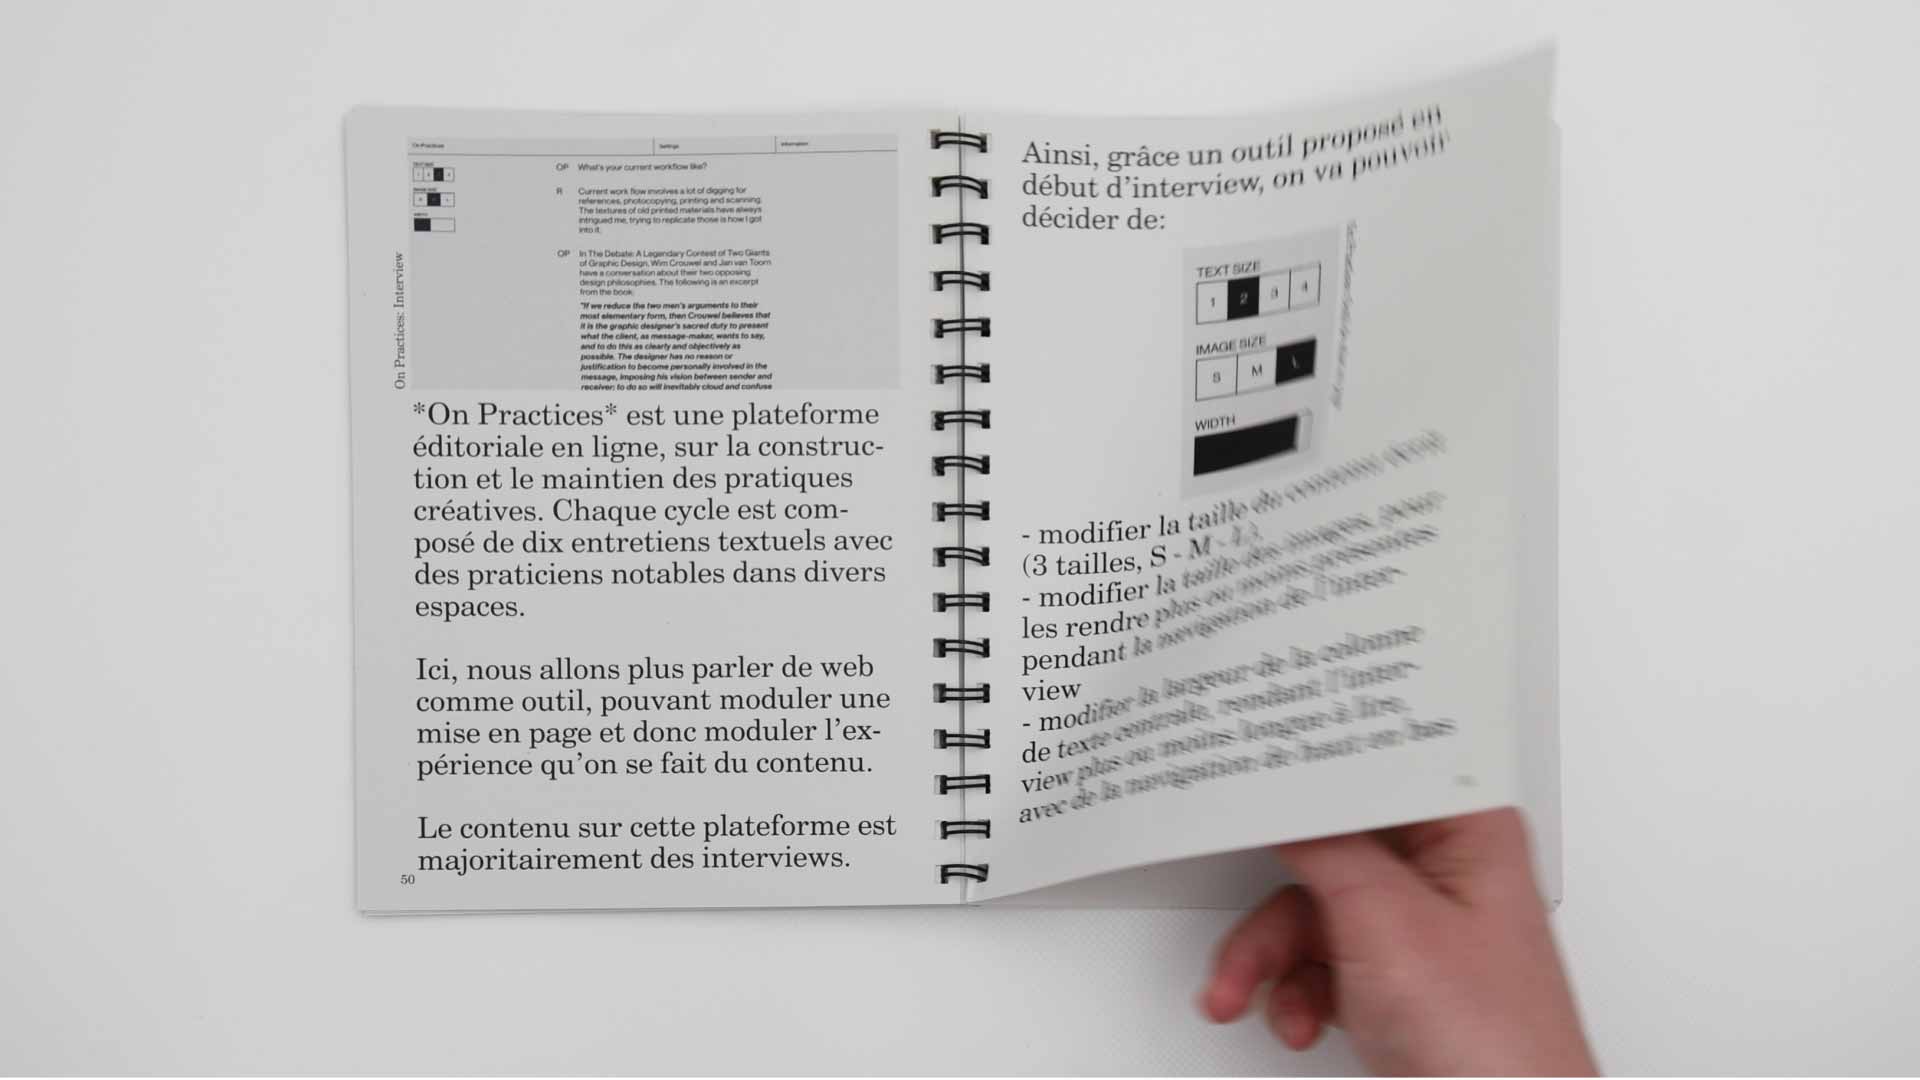 On Practices
Settings
Information
TEXT SIZE
IMAGE SIZE
WIDTH
OP What's your current workflow like?
R Current work flow involves a lot of digging for
references, photocopying, printing and scanning.
The textures of old printed materials have always
intrigued me, trying to replicate those is how I got
into it.
OP In The Debate: A Legendary Contest of Two Giants
of Graphic Design, Wim Crouwel and Jan van Toorn
have a conversation about their two opposing
design philosophies. The following is an excerpt
from the book:
"If we reduce the two men's arguments to their
most elementary form, then Crouwel believes that
it is the graphic designer's sacred duty to present
what the client, as message-maker, wants to say,
and to do this as clearly and objectively as
possible. The designer has no reason or
justification to become personally involved in the
message, imposing his vision between sender and
receiver: to do so will inevitably cloud and confuse
On Practices: Interview
*On Practices* est une plateforme
éditoriale en ligne, sur la construc-
tion et le maintien des pratiques
créatives. Chaque cycle est com-
posé de dix entretiens textuels avec
des praticiens notables dans divers
espaces.
Ici, nous allons plus parler de web
comme outil, pouvant moduler une
mise en page et donc moduler l'ex-
périence qu'on se fait du contenu.
Le contenu sur cette plateforme est
majoritairement des interviews.
50
Ainsi, grâce un outil proposé en
début d'interview, on va pouvoir
décider de:
TEXT SIZE
1 2 3 4
IMAGE SIZE
S M L
WIDTH
- modifier la taille de contenu
(3 tailles, S - M - L),
- modifier la taille des images, pour
les rendre plus ou moins présentes
pendant la navigation de l'inter-
view
- modifier la largeur de la colonne
de texte centrale, rendant l'inter-
view plus ou moins longue à lire,
avec de la navigation de haut en bas